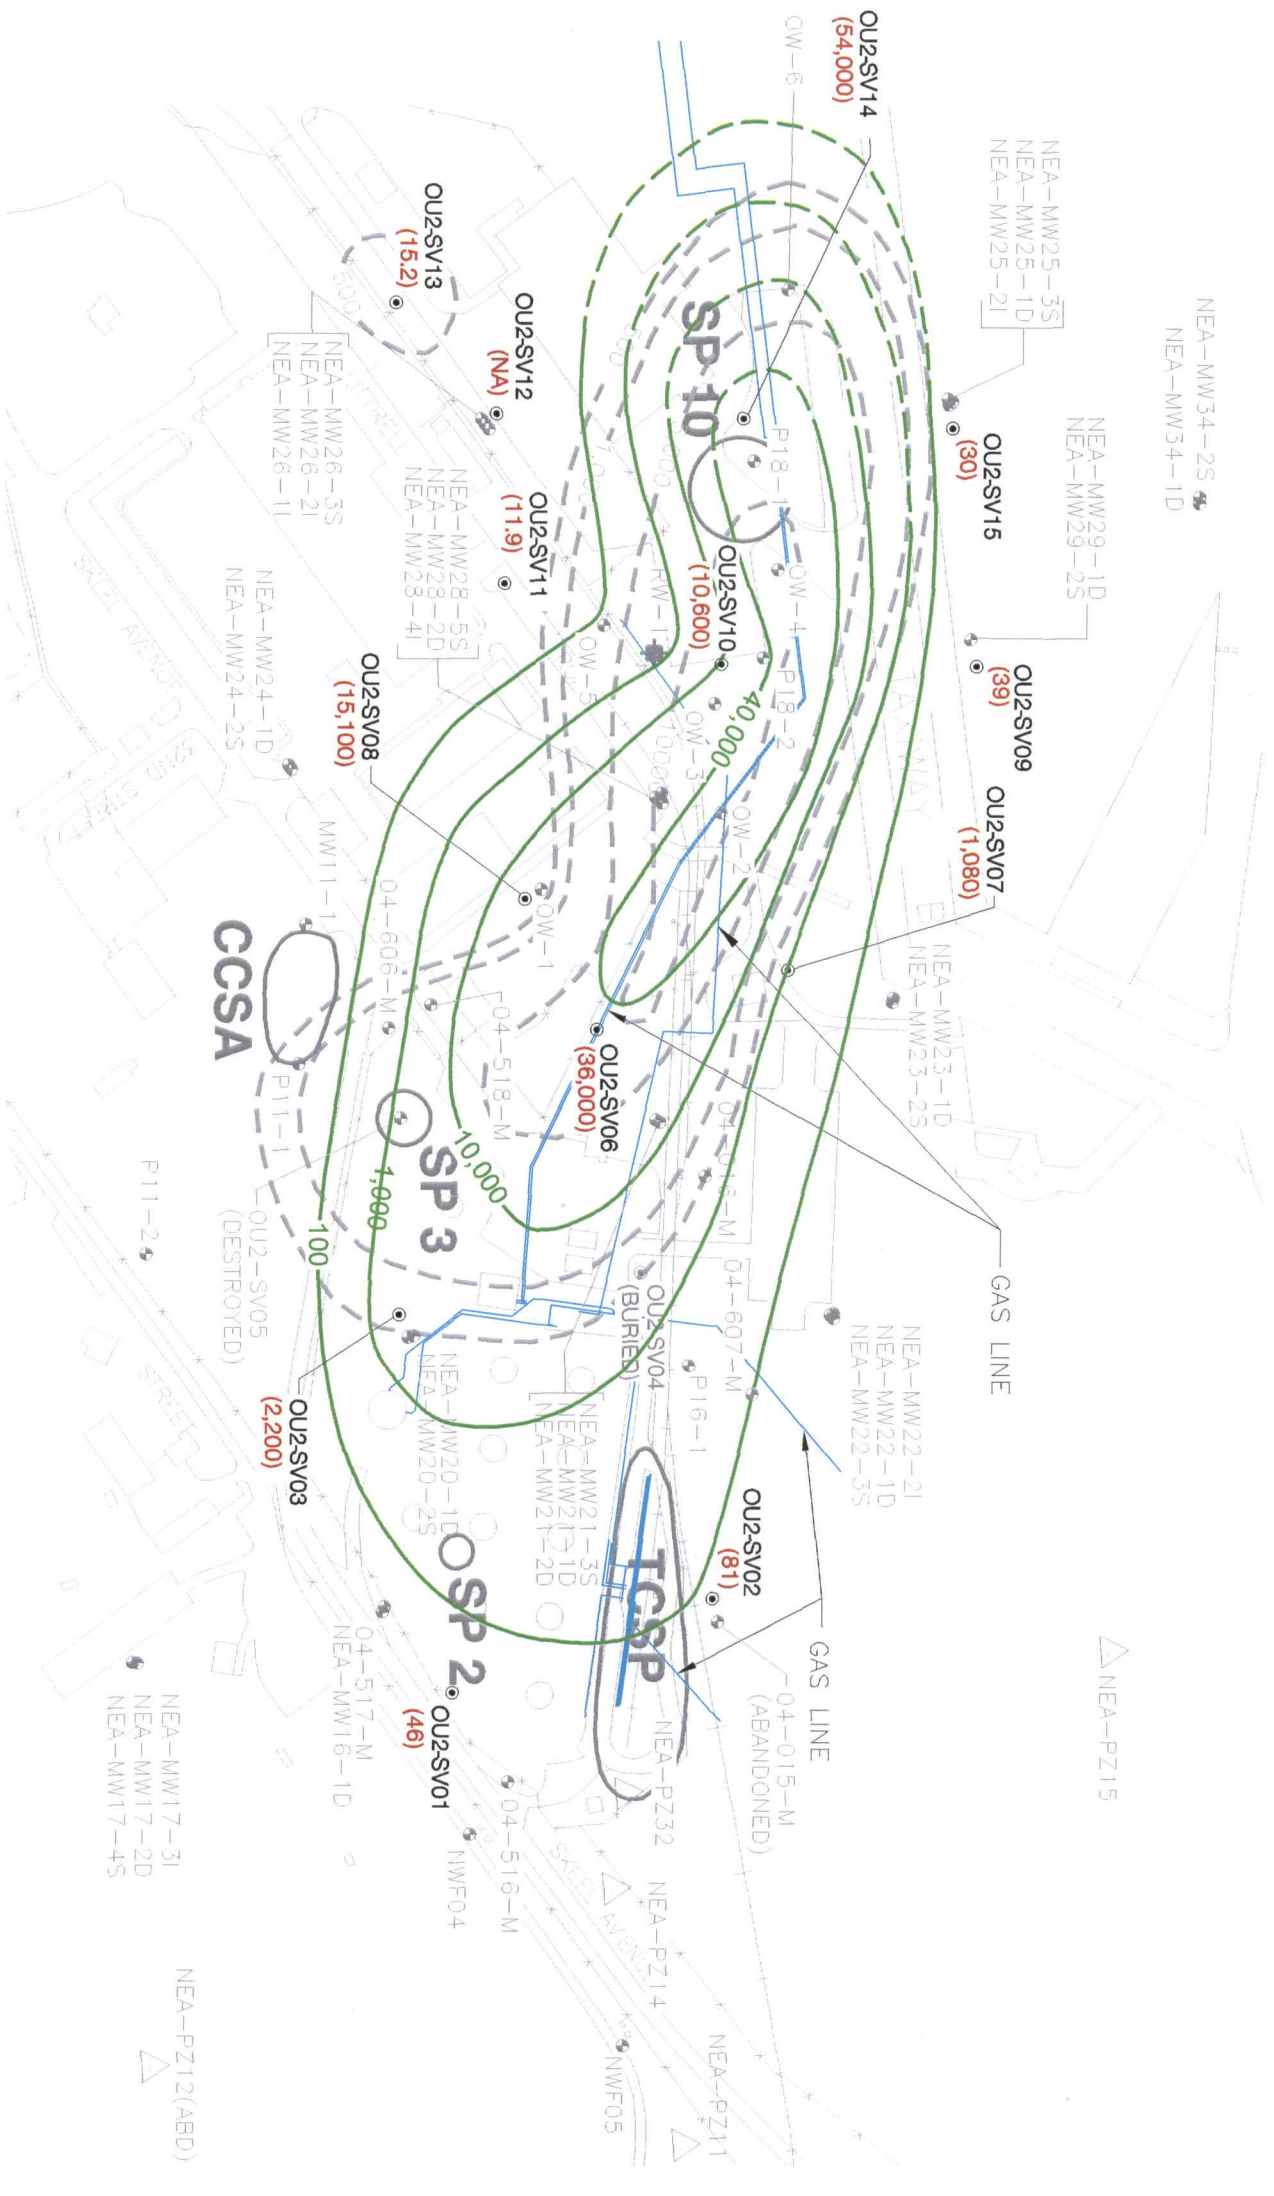 OU2-SV14
(54,000)
OW-6
NEA-MW25-3S
NEA-MW25-1D
NEA-MW25-2I
NEA-MW34-2S
NEA-MW34-1D
OU2-SV13
(15.2)
500
OU2-SV12
(NA)
SP 10
OU2-SV15
(30)
NEA-MW29-1D
NEA-MW29-2S
NEA-MW26-3S
NEA-MW26-2I
NEA-MW26-1I
P18-1
NEA-MW28-5S
NEA-MW28-2D
NEA-MW28-4I
OU2-SV11
(11.9)
RW-1
OU2-SV10
(10,600)
OW-4
OU2-SV09
(39)
SKEEL AVENUE
NEA-MW24-1D
NEA-MW24-2S
OW-5
OU2-SV08
(15,100)
P18-2
OW-3
40,000
OU2-SV07
(1,080)
OW-2
2ND
STREET
MW11-1
04-606-M
OW-1
CCSA
NEA-MW23-1D
NEA-MW23-2S
04-518-M
P11-1
OU2-SV06
(36,000)
04-016-M
10,000
SP 3
1,000
100
P11-2
OU2-SV05
(DESTROYED)
GAS LINE
04-607-M
OU2-SV04
(BURIED)
NEA-MW22-2I
NEA-MW22-1D
NEA-MW22-3S
NEA-MW20-1D
NEA-MW20-2S
P16-1
NEA-MW21-3S
NEA-MW21-1D
NEA-MW21-2D
STREET
OU2-SV03
(2,200)
OU2-SV02
(81)
TCSP
SP 2
04-517-M
NEA-MW16-1D
GAS LINE
04-015-M
(ABANDONED)
NEA-PZ15
OU2-SV01
(46)
NEA-MW17-3I
NEA-MW17-2D
NEA-MW17-4S
NEA-PZ32
04-516-M
NWF04
SKEEL AVENUE
NEA-PZ14
NEA-PZ12(ABD)
NWF05
NEA-PZ11